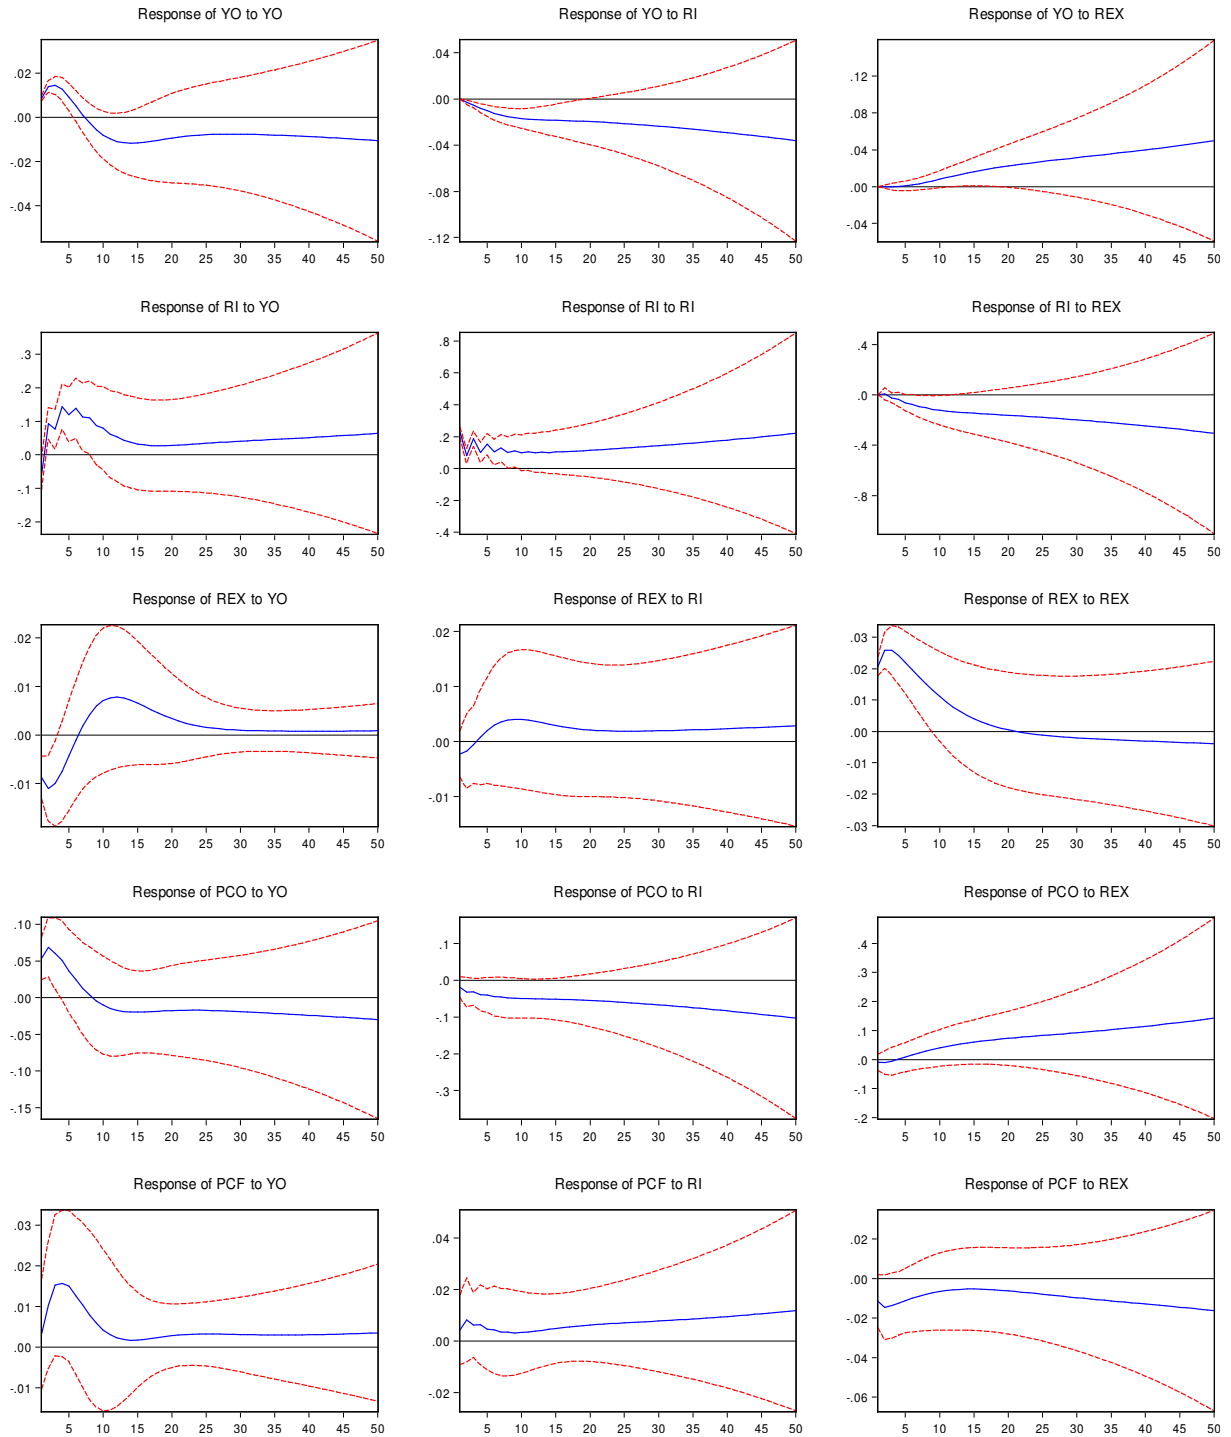 Response of YO to YO
.02
.00
-.02
-.04
5 10 15 20 25 30 35 40 45 50
Response of YO to RI
.04
.00
-.04
-.08
-.12
5 10 15 20 25 30 35 40 45 50
Response of YO to REX
.12
.08
.04
.00
-.04
5 10 15 20 25 30 35 40 45 50
Response of RI to YO
.3
.2
.1
.0
-.1
-.2
5 10 15 20 25 30 35 40 45 50
Response of RI to RI
.8
.6
.4
.2
.0
-.2
-.4
5 10 15 20 25 30 35 40 45 50
Response of RI to REX
.4
.0
-.4
-.8
5 10 15 20 25 30 35 40 45 50
Response of REX to YO
.02
.01
.00
-.01
5 10 15 20 25 30 35 40 45 50
Response of REX to RI
.02
.01
.00
-.01
5 10 15 20 25 30 35 40 45 50
Response of REX to REX
.03
.02
.01
.00
-.01
-.02
-.03
5 10 15 20 25 30 35 40 45 50
Response of PCO to YO
.10
.05
.00
-.05
-.10
-.15
5 10 15 20 25 30 35 40 45 50
Response of PCO to RI
.1
.0
-.1
-.2
-.3
5 10 15 20 25 30 35 40 45 50
Response of PCO to REX
.4
.3
.2
.1
.0
-.1
-.2
5 10 15 20 25 30 35 40 45 50
Response of PCF to YO
.03
.02
.01
.00
-.01
5 10 15 20 25 30 35 40 45 50
Response of PCF to RI
.04
.02
.00
-.02
5 10 15 20 25 30 35 40 45 50
Response of PCF to REX
.02
.00
-.02
-.04
-.06
5 10 15 20 25 30 35 40 45 50